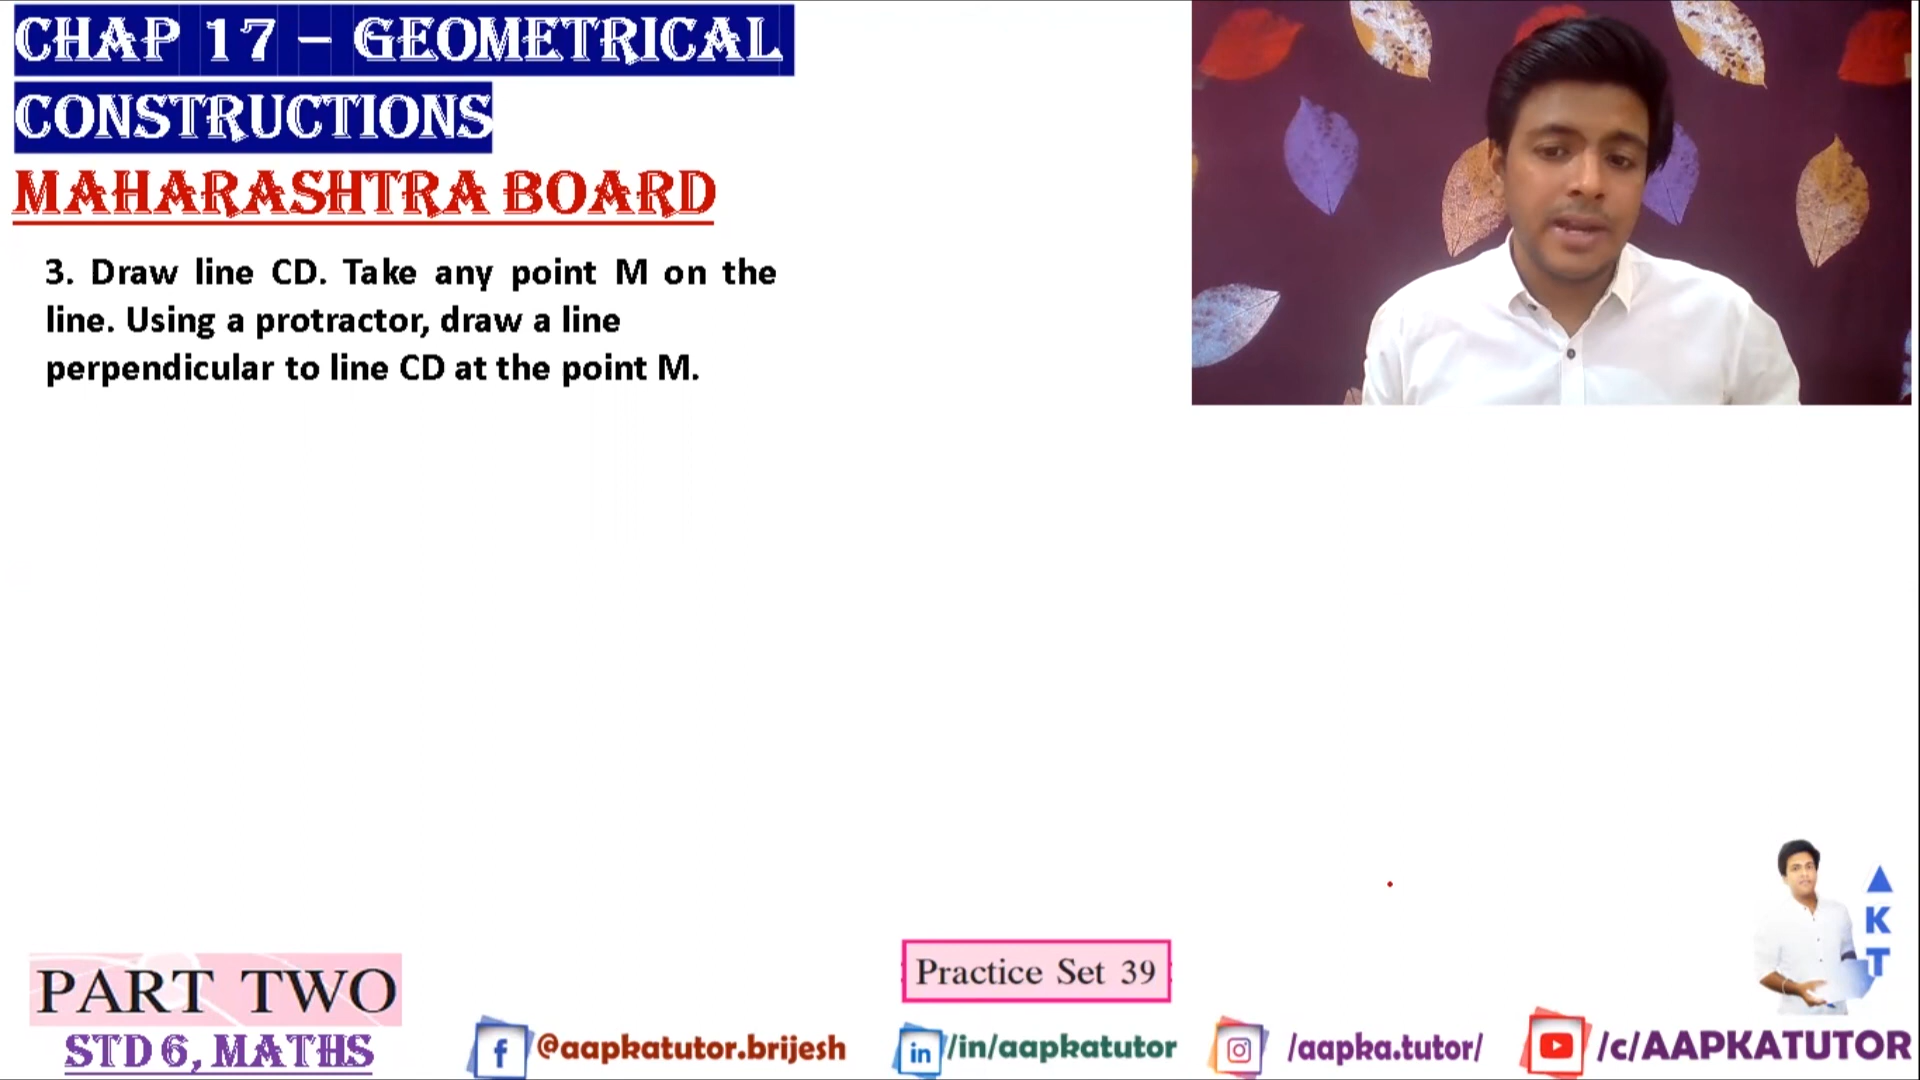 CHAP 17 – GEOMETRICAL
CONSTRUCTIONS
MAHARASHTRA BOARD
3. Draw line CD. Take any point M on the
line. Using a protractor, draw a line
perpendicular to line CD at the point M.
A
K
T
Practice Set 39
PART TWO
STD 6, MATHS
@aapkatutor.brijesh
/in/aapkatutor
/aapka.tutor/
/c/AAPKATUTOR